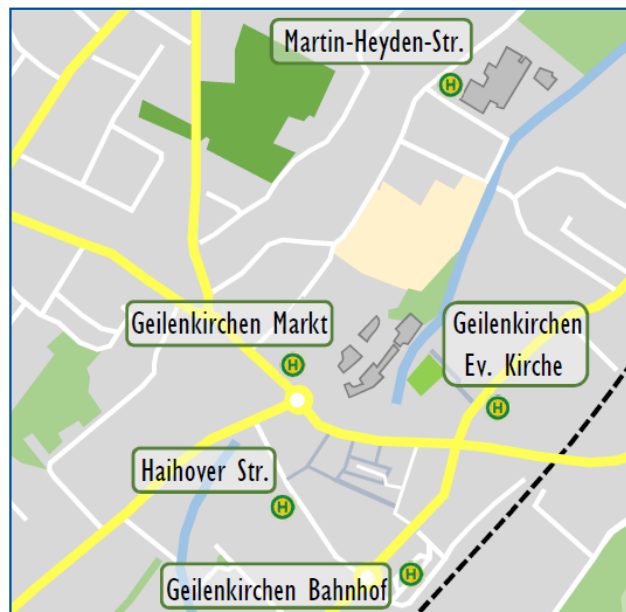 Martin-Heyden-Str.
H
Geilenkirchen Markt
H
Geilenkirchen
Ev. Kirche
H
Haihover Str.
H
Geilenkirchen Bahnhof
H